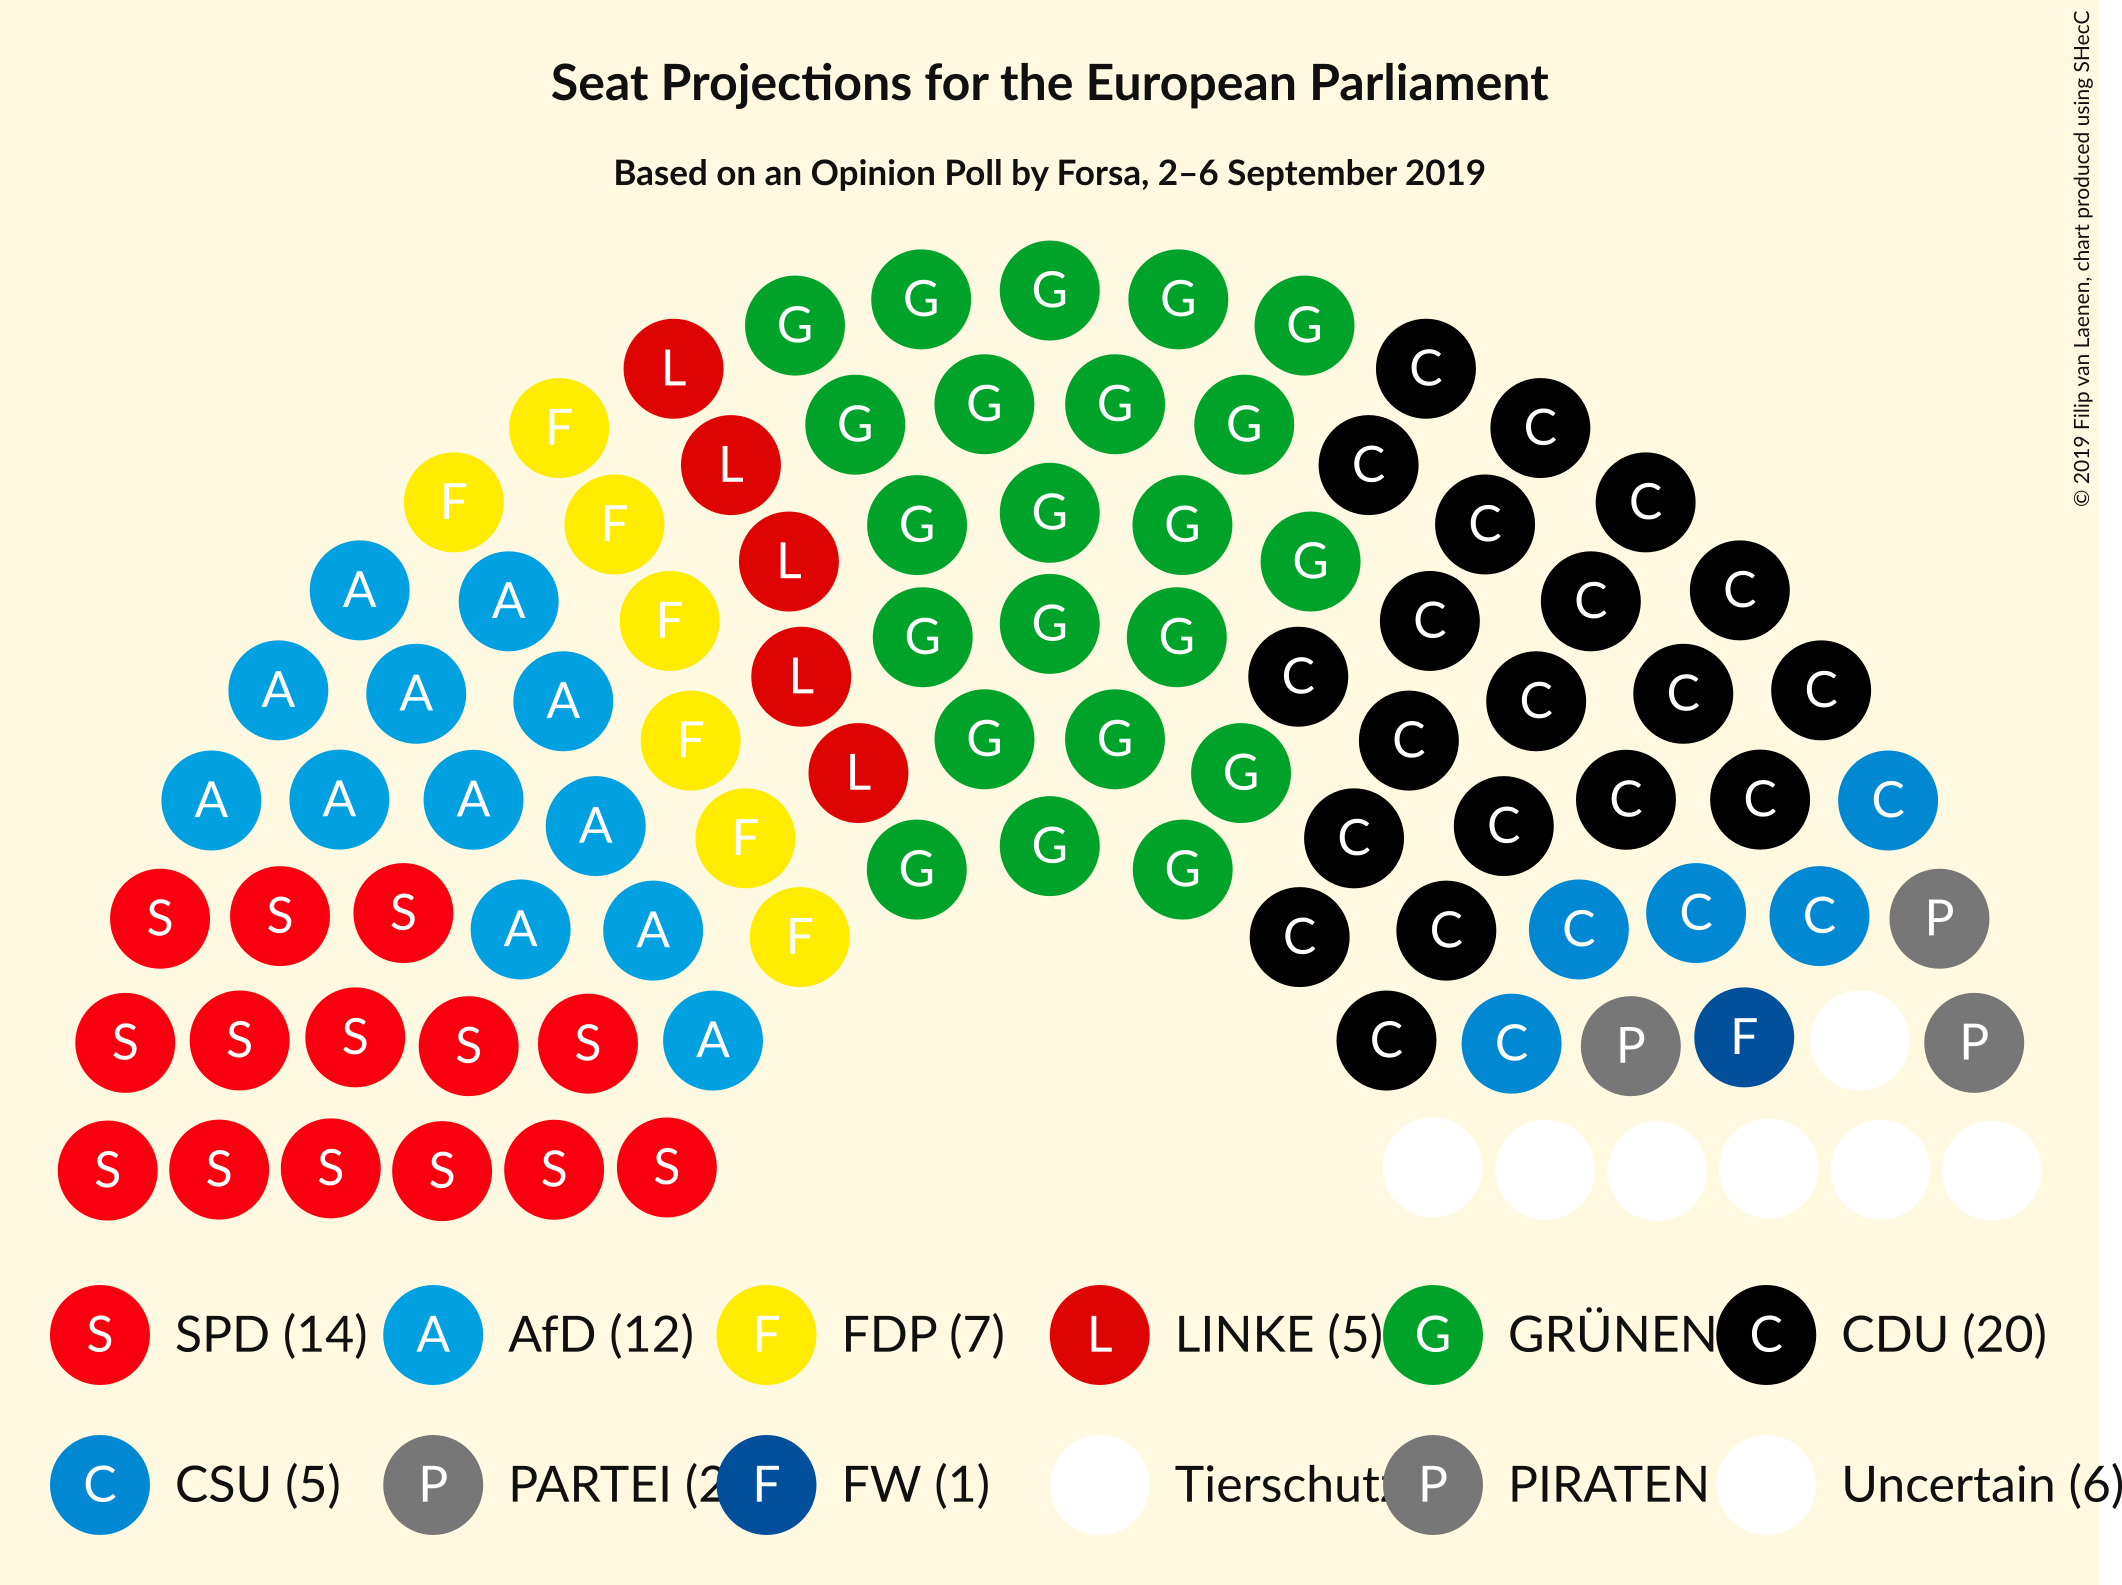 Seat Projections for the European Parliament
Based on an Opinion Poll by Forsa, 2–6 September 2019
© 2019 Filip van Laenen, chart produced using SHecC
G G G G G
L C
G G G G
F C
L C
F G G G C
F C
L G C
A A C C
F G G G C
L C
A A A C C C
F G G G C
L G
A A A A C C C C
F C
G G G
S S S A A F C C C C C P
S S S S S A C C P F P
S S S S S S
S SPD (14) A AfD (12) F FDP (7) L LINKE (5) G GRÜNEN C CDU (20)
C CSU (5) P PARTEI (2 F FW (1) Tierschutz P PIRATEN Uncertain (6)